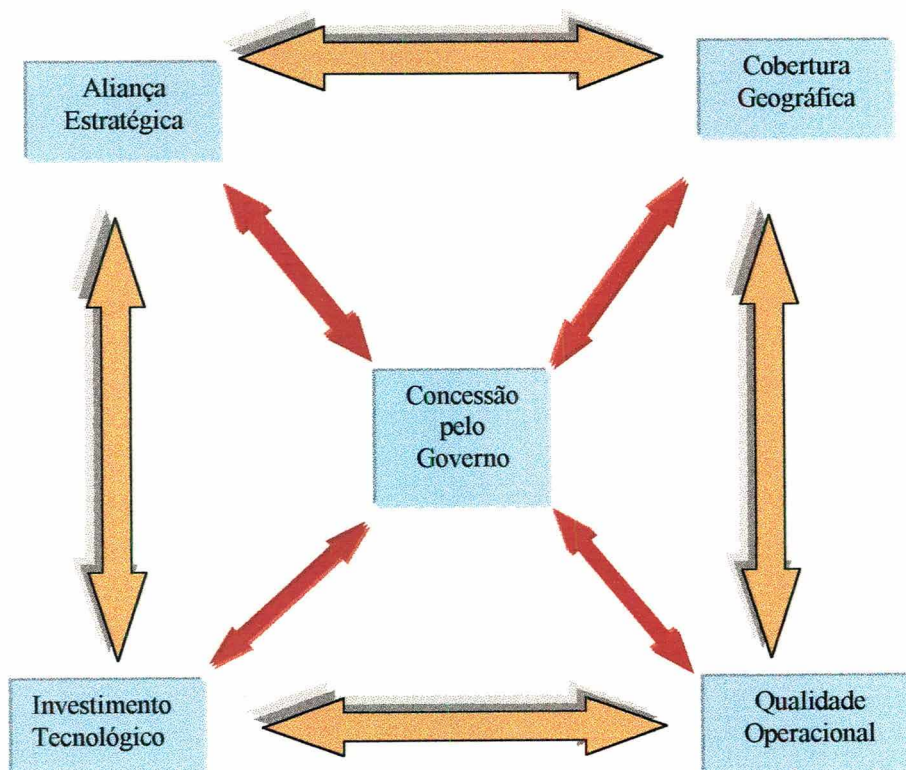 Aliança
Estratégica
Cobertura
Geográfica
Concessão
pelo
Governo
Investimento
Tecnológico
Qualidade
Operacional